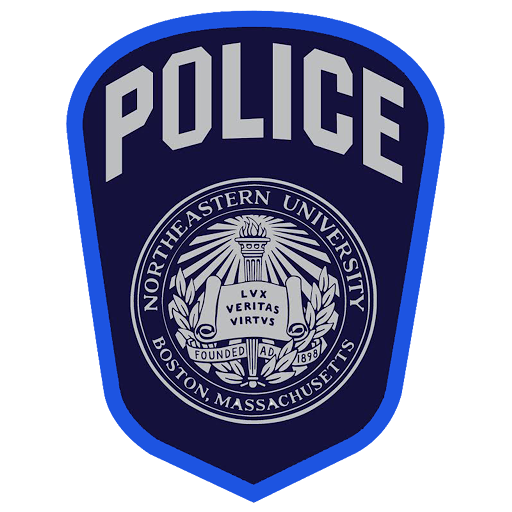 POLICE
NORTHEASTERN UNIVERSITY
LVX
VERITAS
VIRTVS
FOUNDED A.D. 1898
BOSTON, MASSACHUSETTS